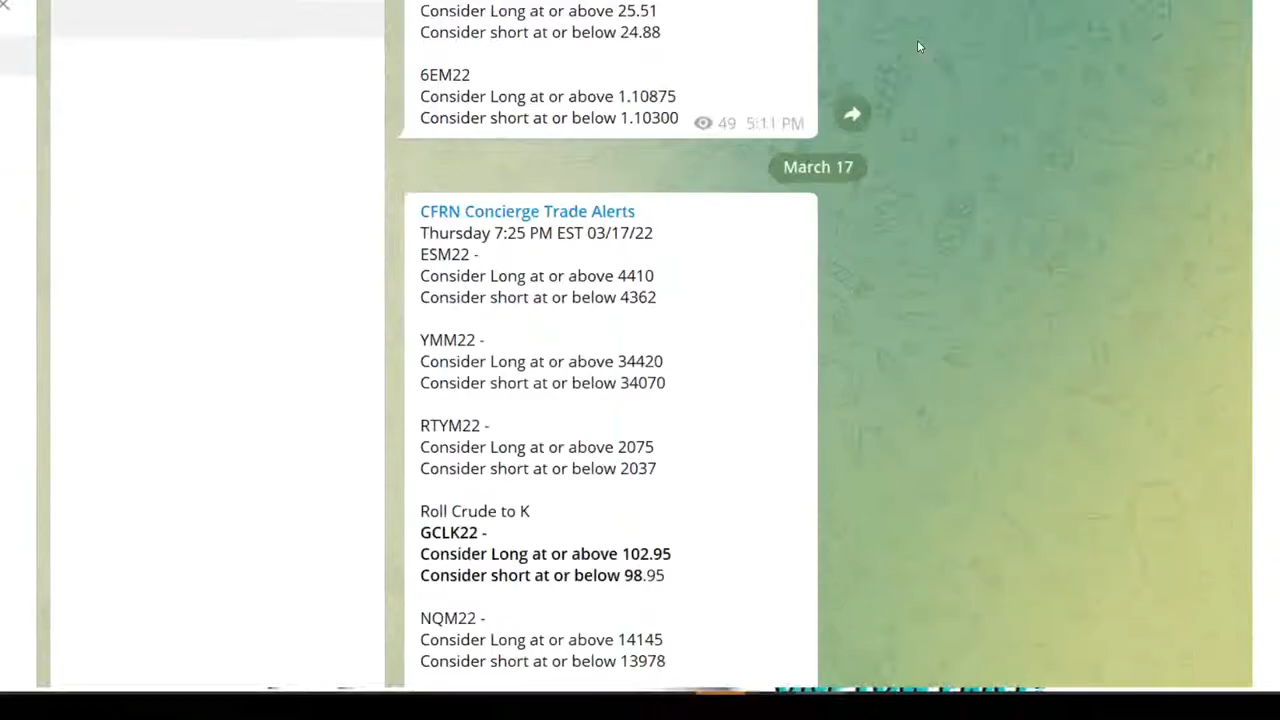 Consider Long at or above 25.51
Consider short at or below 24.88
6EM22
Consider Long at or above 1.10875
Consider short at or below 1.10300
49 5:11 PM
March 17
CFRN Concierge Trade Alerts
Thursday 7:25 PM EST 03/17/22
ESM22 -
Consider Long at or above 4410
Consider short at or below 4362
YMM22 -
Consider Long at or above 34420
Consider short at or below 34070
RTYM22 -
Consider Long at or above 2075
Consider short at or below 2037
Roll Crude to K
GCLK22 -
Consider Long at or above 102.95
Consider short at or below 98.95
NQM22 -
Consider Long at or above 14145
Consider short at or below 13978